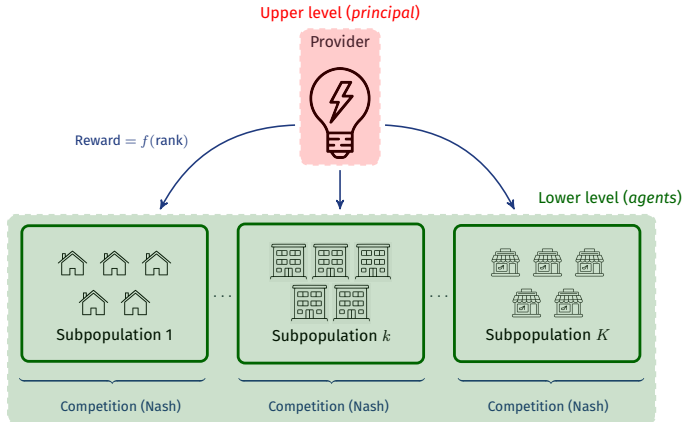 Upper level (principal)
Provider
Reward = f(rank)
Lower level (agents)
Subpopulation 1
...
Subpopulation k
...
Subpopulation K
Competition (Nash)
Competition (Nash)
Competition (Nash)